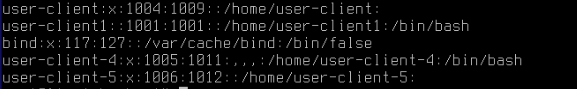 user-client:x:1004:1009::/home/user-client:
user-client1::1001:1001::/home/user-client1:/bin/bash
bind:x:117:127::/var/cache/bind:/bin/false
user-client-4:x:1005:1011:,,,:/home/user-client-4:/bin/bash
user-client-5:x:1006:1012::/home/user-client-5: